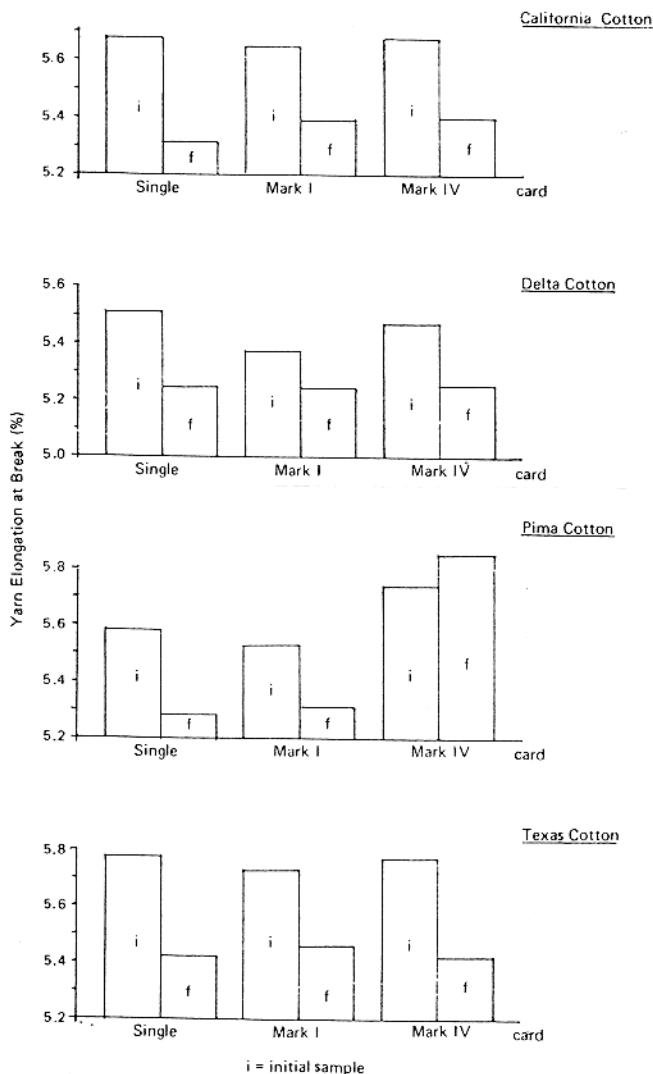 California Cotton
5.6
5.4
5.2
i f i f i f
Single Mark I Mark IV card
Delta Cotton
5.6
5.4
5.2
5.0
i f i f i f
Single Mark I Mark IV card
Yarn Elongation at Break (%)
Pima Cotton
5.8
5.6
5.4
5.2
i f i f i f
Single Mark I Mark IV card
Texas Cotton
5.8
5.6
5.4
5.2
i f i f i f
Single Mark I Mark IV card
i = initial sample